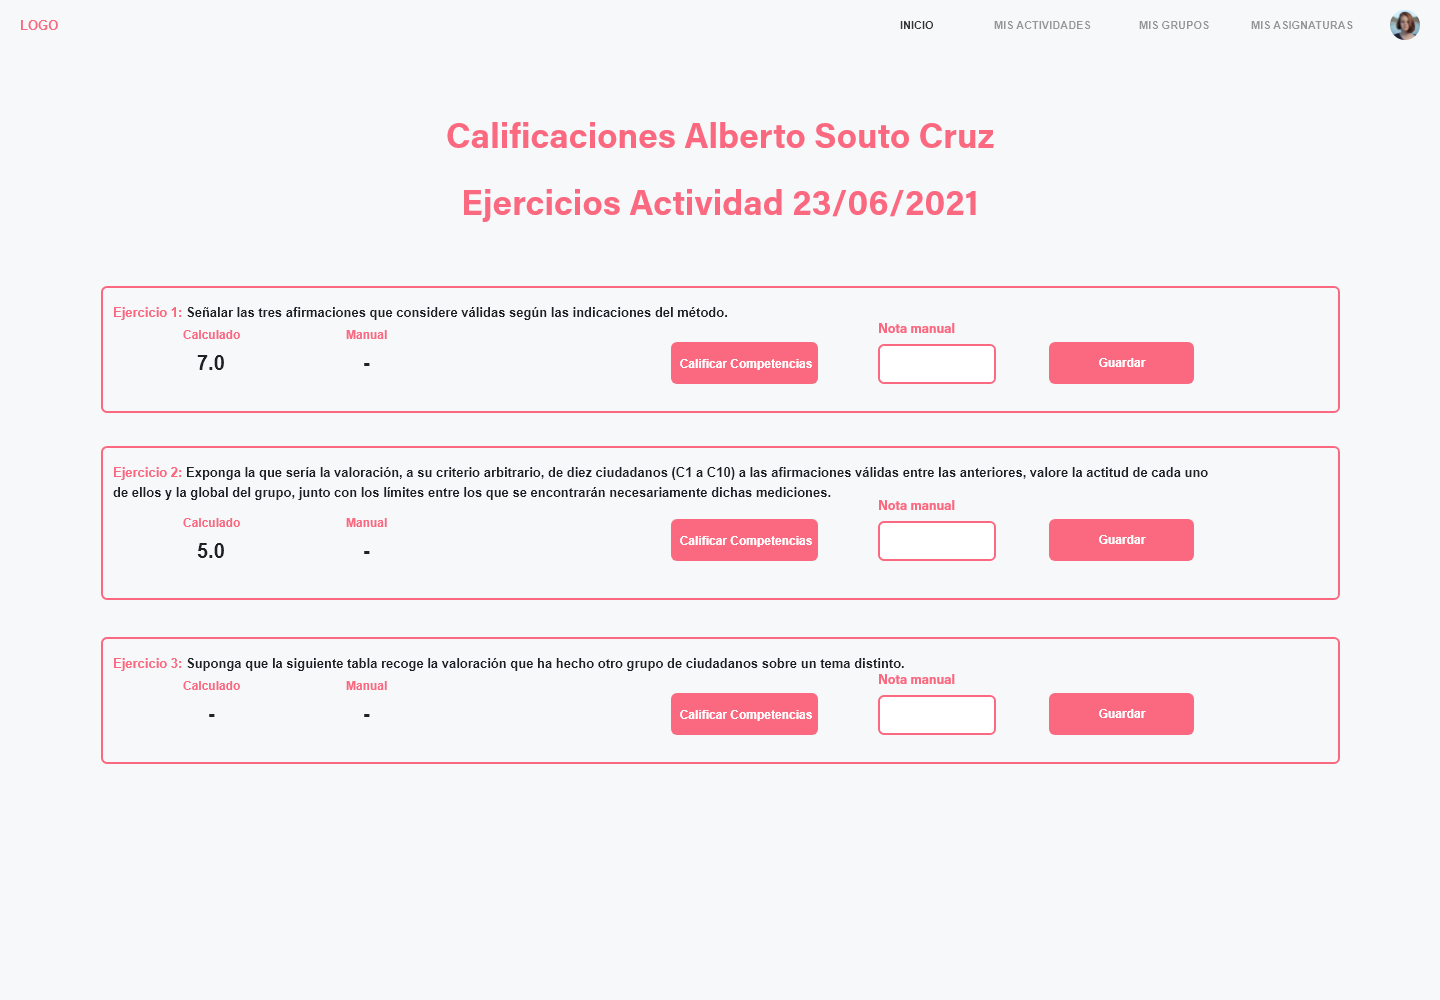 LOGO
INICIO
MIS ACTIVIDADES
MIS GRUPOS
MIS ASIGNATURAS
Calificaciones Alberto Souto Cruz
Ejercicios Actividad 23/06/2021
Ejercicio 1: Señalar las tres afirmaciones que considere válidas según las indicaciones del método.
Calculado
Manual
Nota manual
7.0
-
Calificar Competencias
Guardar
Ejercicio 2: Exponga la que sería la valoración, a su criterio arbitrario, de diez ciudadanos (C1 a C10) a las afirmaciones válidas entre las anteriores, valore la actitud de cada uno
de ellos y la global del grupo, junto con los límites entre los que se encontrarán necesariamente dichas mediciones.
Nota manual
Calculado
Manual
5.0
-
Calificar Competencias
Guardar
Ejercicio 3: Suponga que la siguiente tabla recoge la valoración que ha hecho otro grupo de ciudadanos sobre un tema distinto.
Calculado
Manual
Nota manual
-
-
Calificar Competencias
Guardar